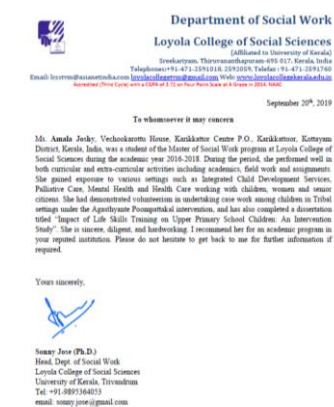 Department of Social Work
Loyola College of Social Sciences
(Affiliated to University of Kerala)
Sreekariyam, Thiruvananthapuram-695 017, Kerala, India
Telephones:+91-471-2591018, 2592059, Telefax : 91-471-2591760
Email: loyotvm@asianetindia.com loyolacollegetvm@gmail.com Web: www.loyolacollegekerala.edu.in
Accredited (Third Cycle) with a CGPA of 3.72 on Four Point Scale at A Grade in 2014, NAAC
September 20th, 2019
To whomsoever it may concern
Ms. Amala Joshy, Vechookarottu House, Karikkattor Centre P.O., Karikkattoor, Kottayam
District, Kerala, India, was a student of the Master of Social Work program at Loyola College of
Social Sciences during the academic year 2016-2018. During the period, she performed well in
both curricular and extra-curricular activities including academics, field work and assignments.
She gained exposure to various settings such as Integrated Child Development Services,
Palliative Care, Mental Health and Health Care working with children, women and senior
citizens. She had demonstrated volunteerism in undertaking case work among children in Tribal
settings under the Agasthyante Poompattakal intervention, and has also completed a dissertation
titled “Impact of Life Skills Training on Upper Primary School Children: An Intervention
Study”. She is sincere, diligent, and hardworking. I recommend her for an academic program in
your reputed institution. Please do not hesitate to get back to me for further information if
required.
Yours sincerely,
Sonny Jose (Ph.D.)
Head, Dept. of Social Work
Loyola College of Social Sciences
University of Kerala, Trivandrum
Tel: +91-9895364053
email: sonny.jose@gmail.com